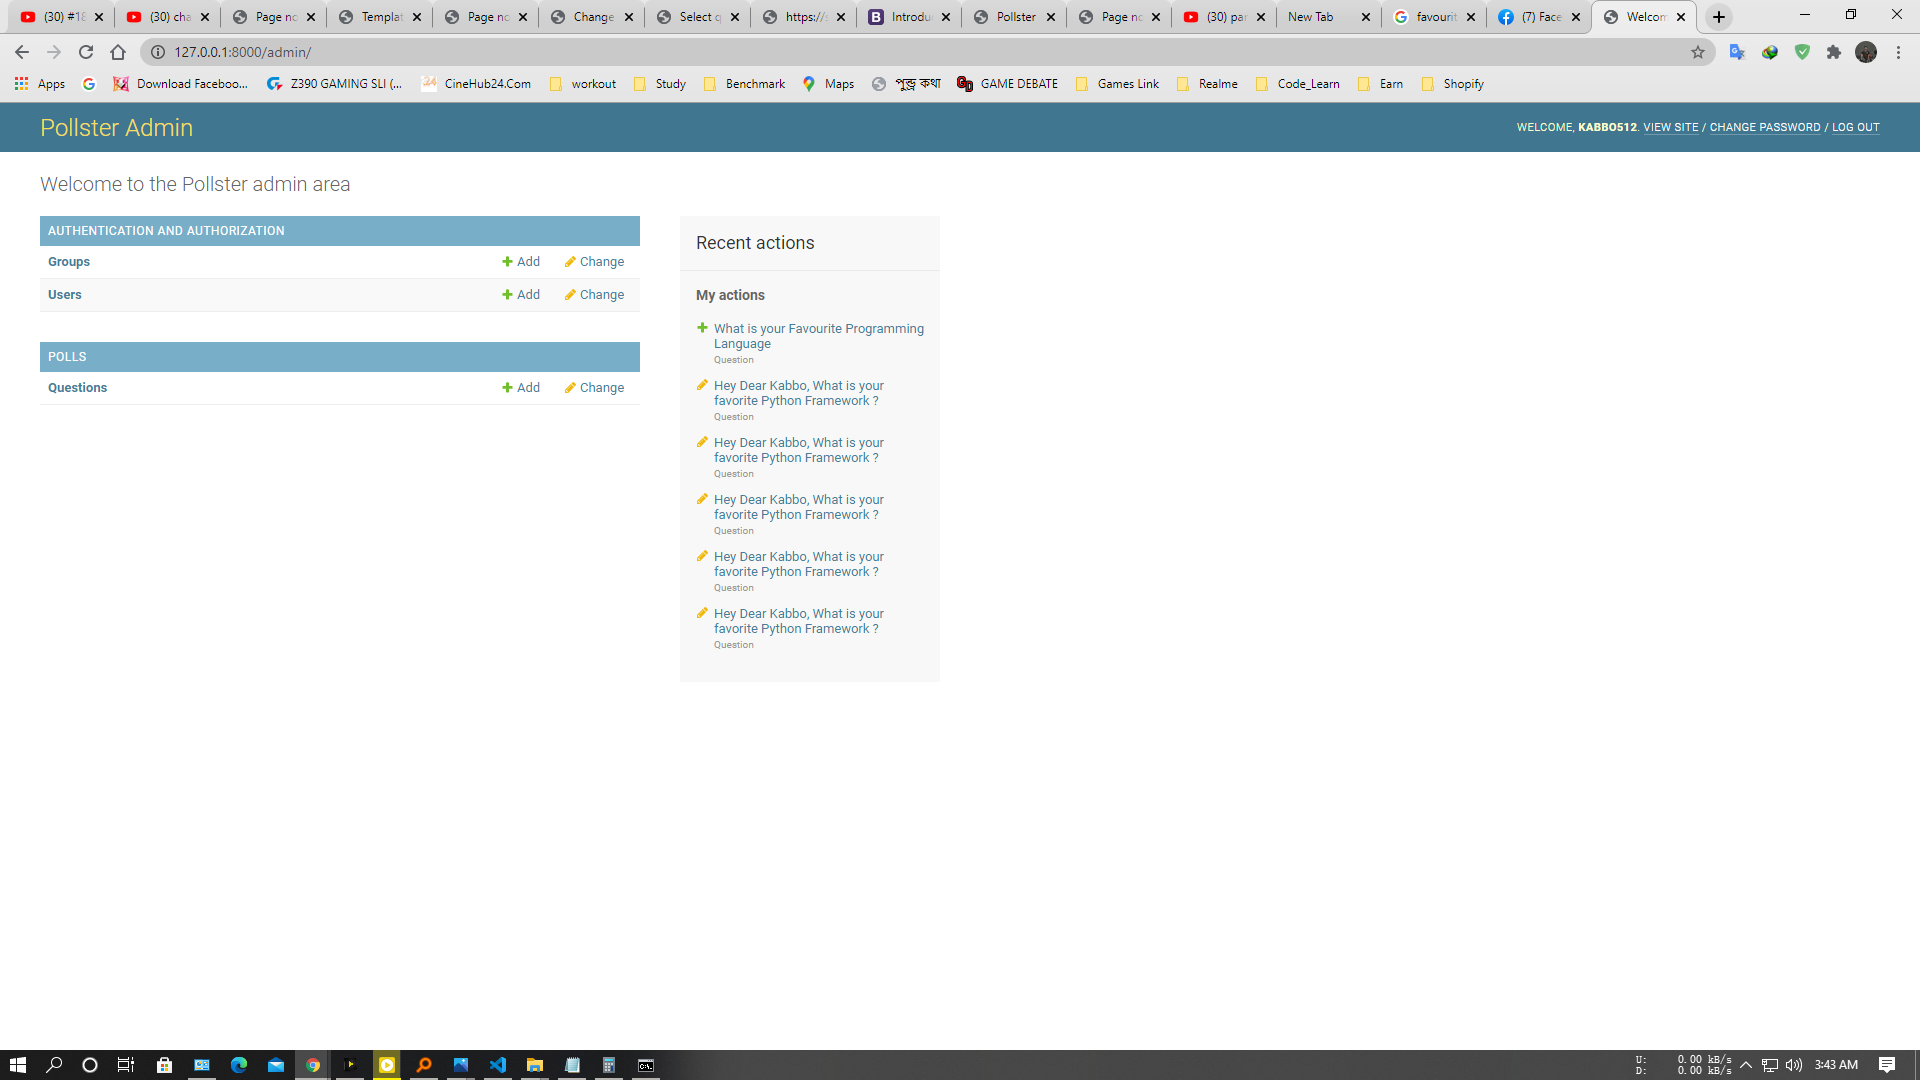 (30) #18
(30) cha
Page no
Templat
Page no
Change
Select q
https://s
Introdu
Pollster
Page no
(30) par
New Tab
favourit
(7) Face
Welcom
127.0.0.1:8000/admin/
Apps
Download Faceboo...
Z390 GAMING SLI (...
CineHub24.Com
workout
Study
Benchmark
Maps
পুন্ড্র কথা
GAME DEBATE
Games Link
Realme
Code_Learn
Earn
Shopify
Pollster Admin
WELCOME, KABBO512. VIEW SITE / CHANGE PASSWORD / LOG OUT
Welcome to the Pollster admin area
AUTHENTICATION AND AUTHORIZATION
Groups Add Change
Users Add Change
POLLS
Questions Add Change
Recent actions
My actions
What is your Favourite Programming
Language
Question
Hey Dear Kabbo, What is your
favorite Python Framework ?
Question
Hey Dear Kabbo, What is your
favorite Python Framework ?
Question
Hey Dear Kabbo, What is your
favorite Python Framework ?
Question
Hey Dear Kabbo, What is your
favorite Python Framework ?
Question
Hey Dear Kabbo, What is your
favorite Python Framework ?
Question
U: 0.00 kB/s
D: 0.00 kB/s
3:43 AM